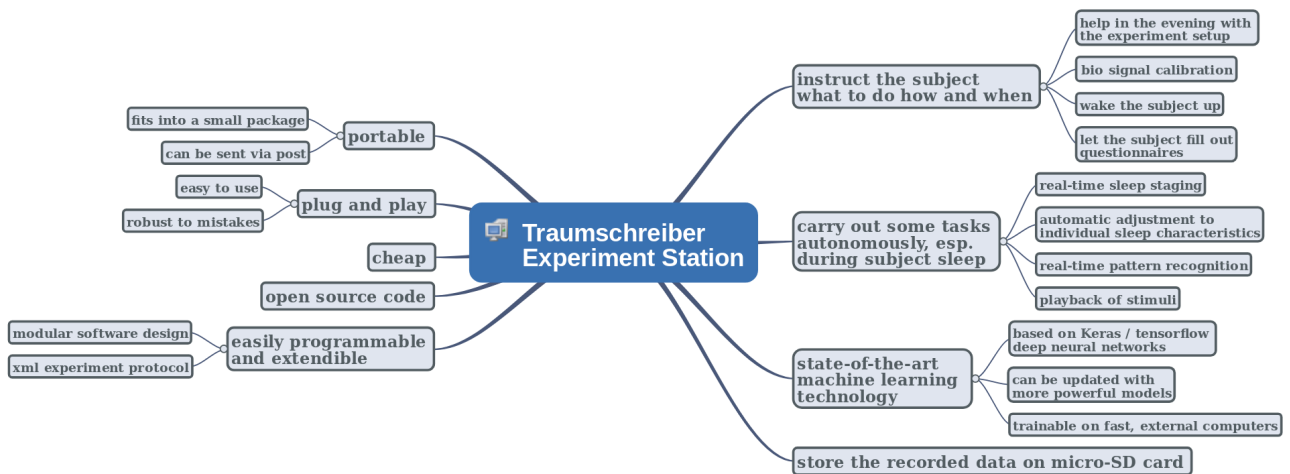 Traumschreiber
Experiment Station
portable
fits into a small package
can be sent via post
plug and play
easy to use
robust to mistakes
cheap
open source code
easily programmable
and extendible
modular software design
xml experiment protocol
instruct the subject
what to do how and when
help in the evening with
the experiment setup
bio signal calibration
wake the subject up
let the subject fill out
questionnaires
carry out some tasks
autonomously, esp.
during subject sleep
real-time sleep staging
automatic adjustment to
individual sleep characteristics
real-time pattern recognition
playback of stimuli
state-of-the-art
machine learning
technology
based on Keras / tensorflow
deep neural networks
can be updated with
more powerful models
trainable on fast, external computers
store the recorded data on micro-SD card